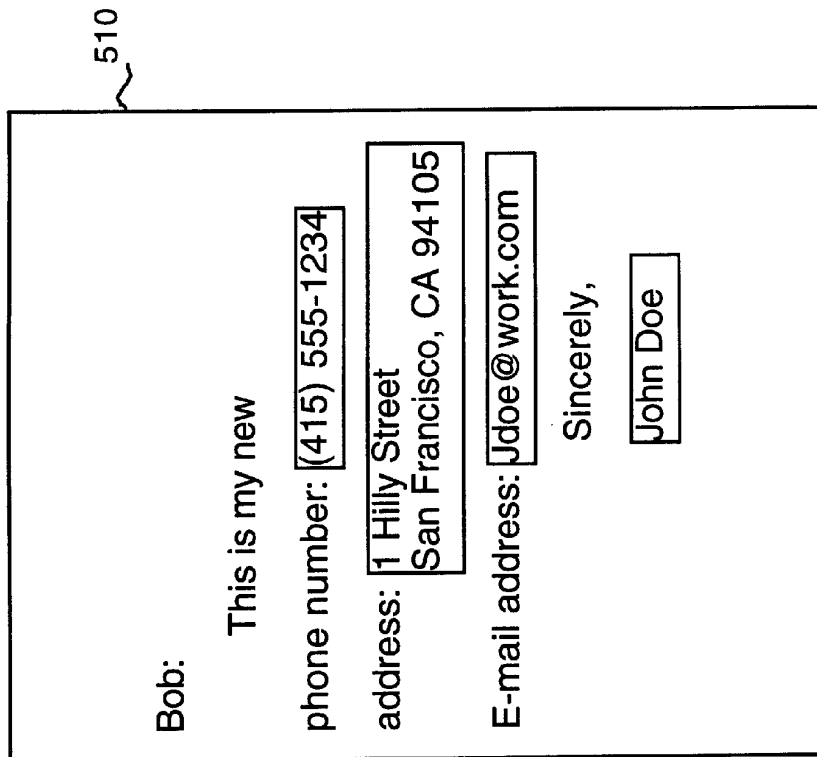 510
Bob:
This is my new
phone number: (415) 555-1234
address: 1 Hilly Street
San Francisco, CA 94105
E-mail address: Jdoe@work.com
Sincerely,
John Doe